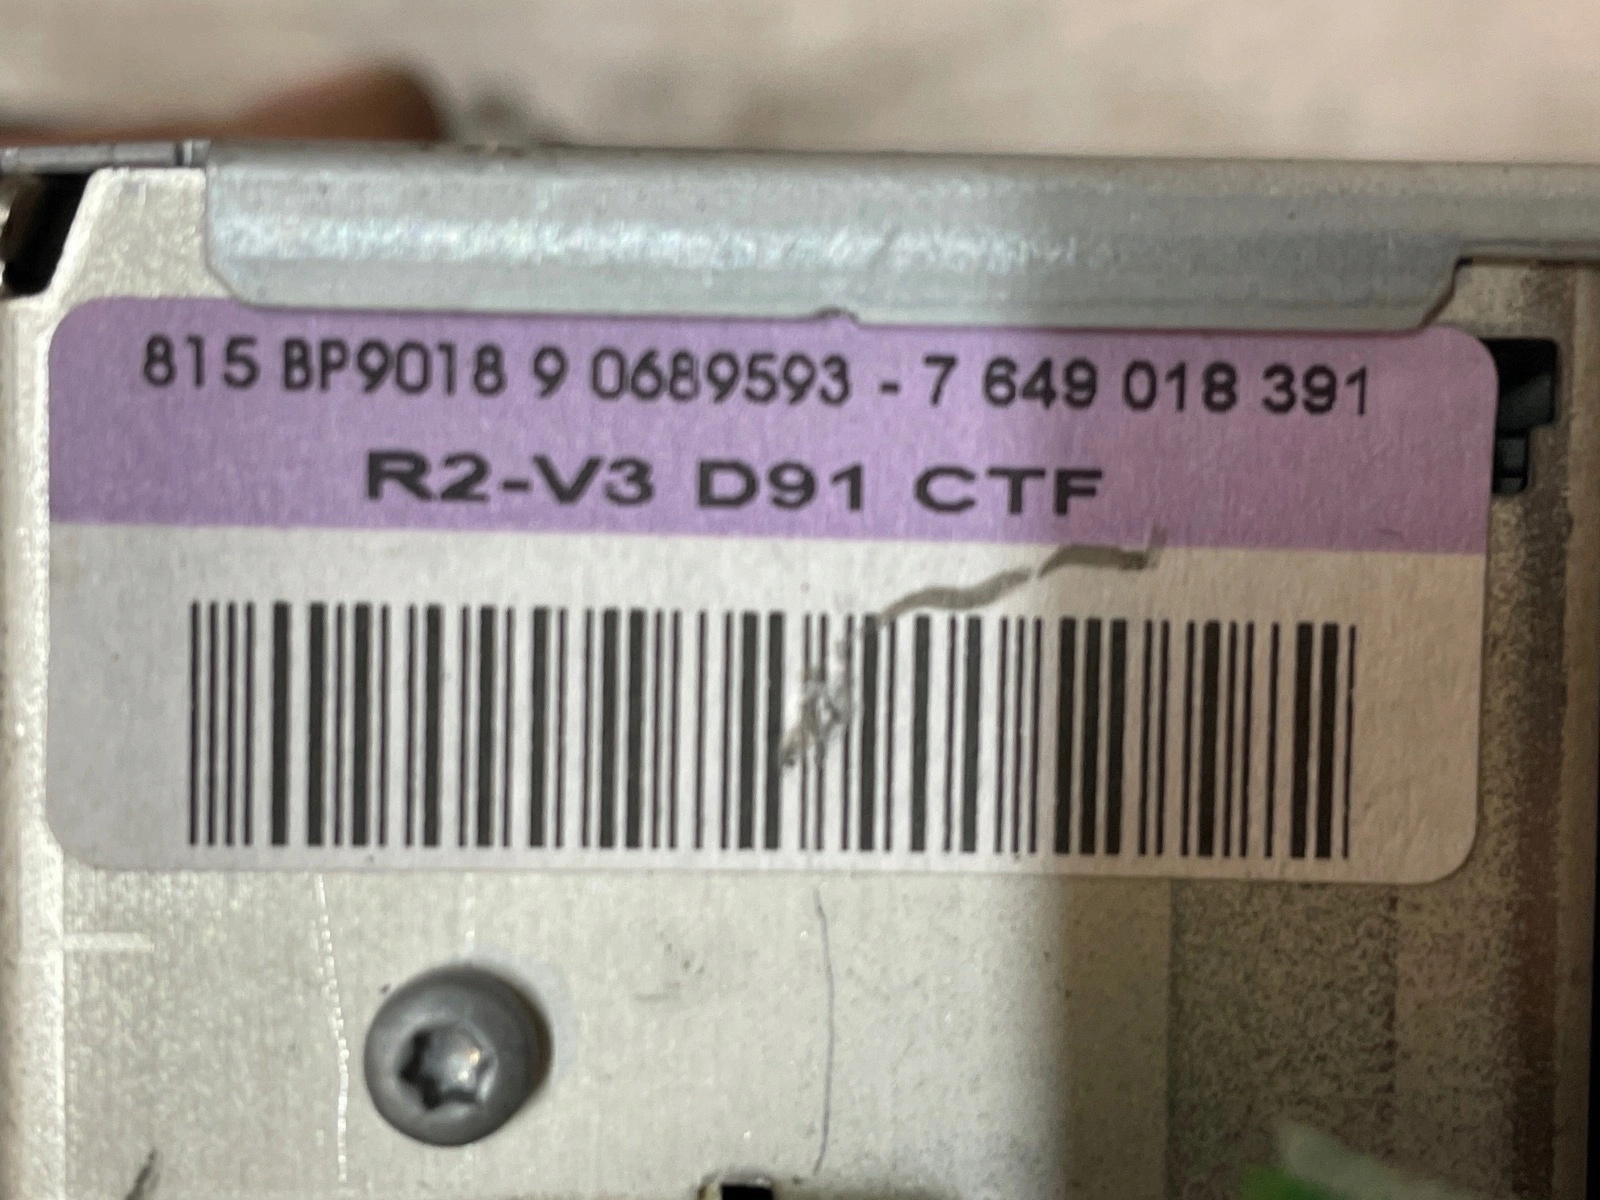 815 BP9018 9 0689593 - 7 649 018 391
R2-V3 D91 CTF